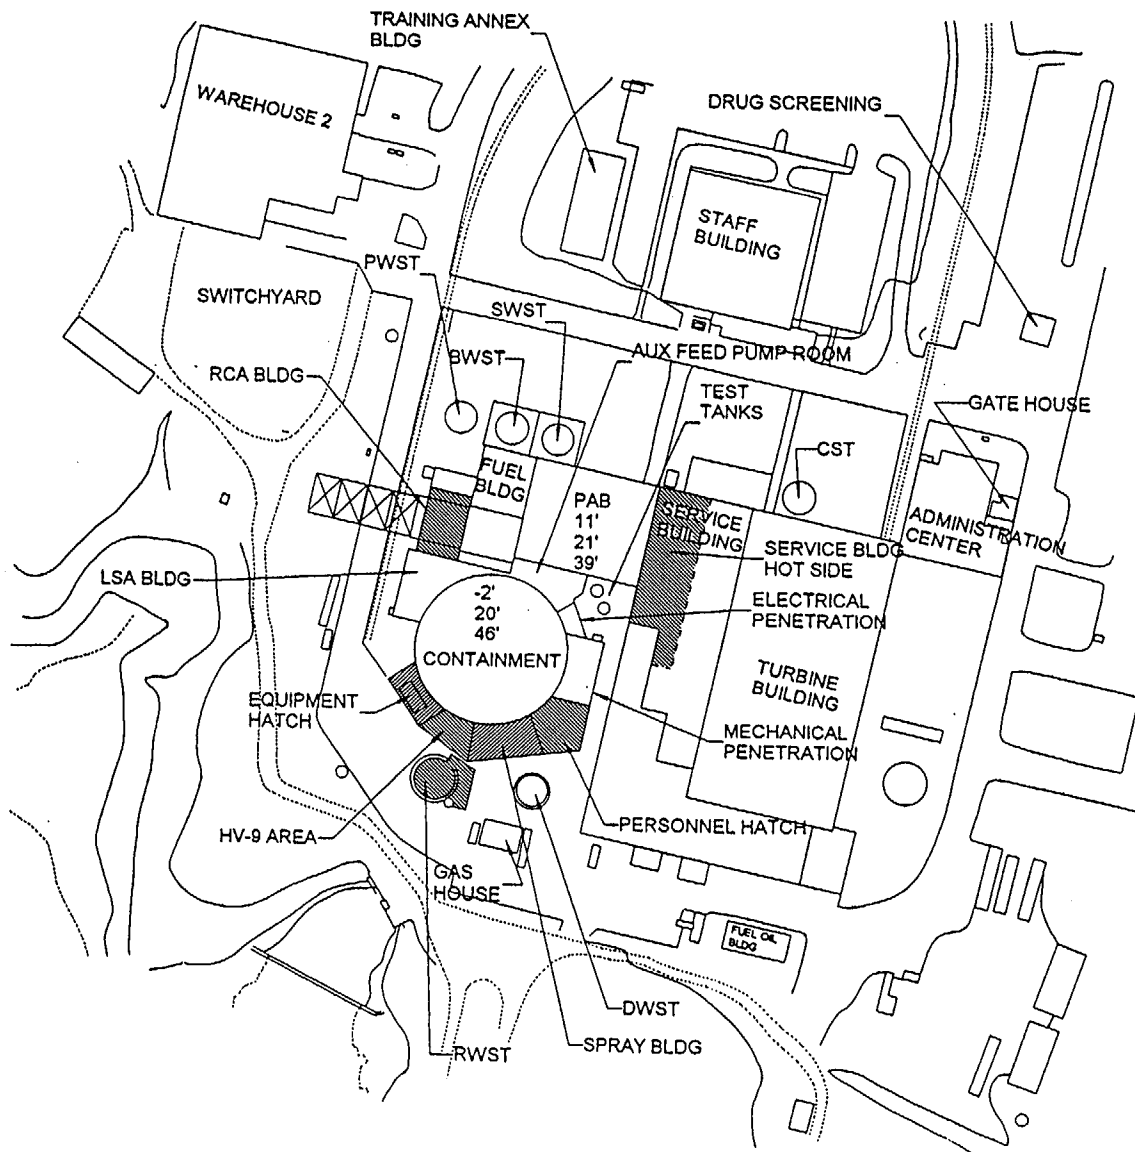 TRAINING ANNEX
BLDG
WAREHOUSE 2
DRUG SCREENING
STAFF
BUILDING
PWST
SWITCHYARD
SWST
BWST
AUX FEED PUMP ROOM
RCA BLDG
TEST
TANKS
GATE HOUSE
CST
FUEL
BLDG
PAB
11'
21'
39'
SERVICE
BUILDING
ADMINISTRATION
CENTER
SERVICE BLDG
HOT SIDE
LSA BLDG
-2'
20'
46'
CONTAINMENT
ELECTRICAL
PENETRATION
TURBINE
BUILDING
EQUIPMENT
HATCH
MECHANICAL
PENETRATION
HV-9 AREA
PERSONNEL HATCH
GAS
HOUSE
FUEL OIL
BLDG
DWST
RWST
SPRAY BLDG